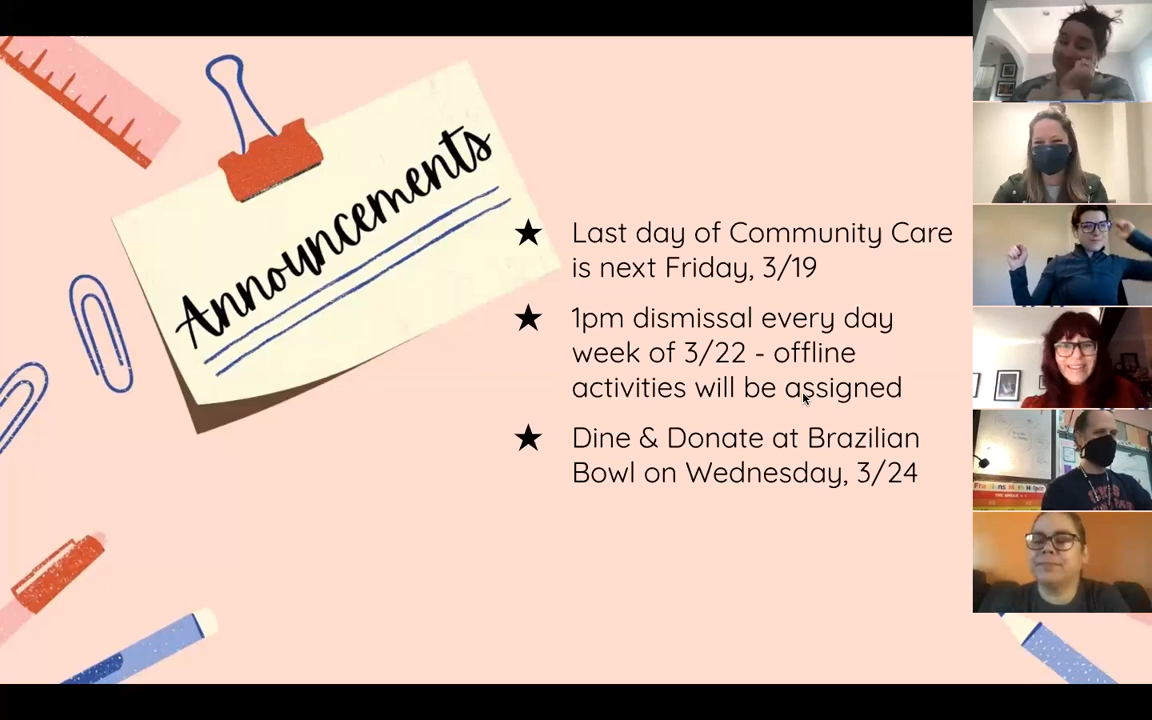 Announcements
★ Last day of Community Care
is next Friday, 3/19
★ 1pm dismissal every day
week of 3/22 - offline
activities will be assigned
★ Dine & Donate at Brazilian
Bowl on Wednesday, 3/24